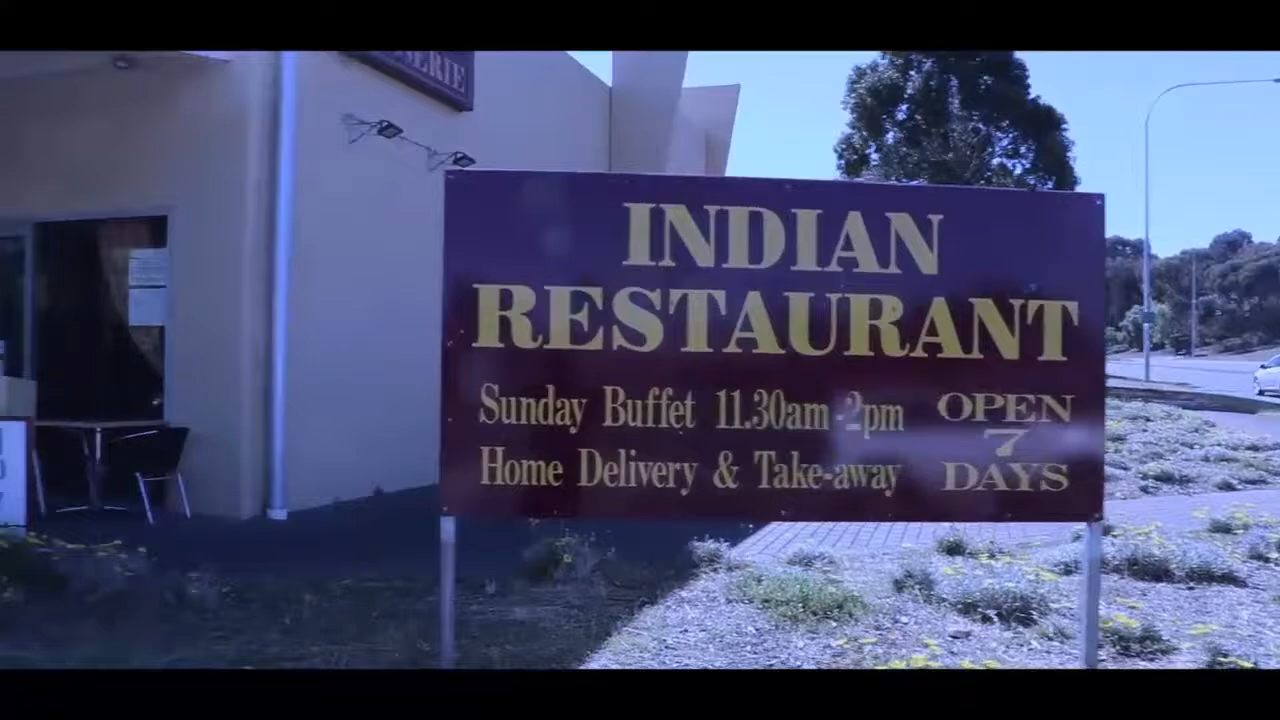 INDIAN
RESTAURANT
Sunday Buffet 11.30am - 2pm
Home Delivery & Take-away
OPEN
7
DAYS